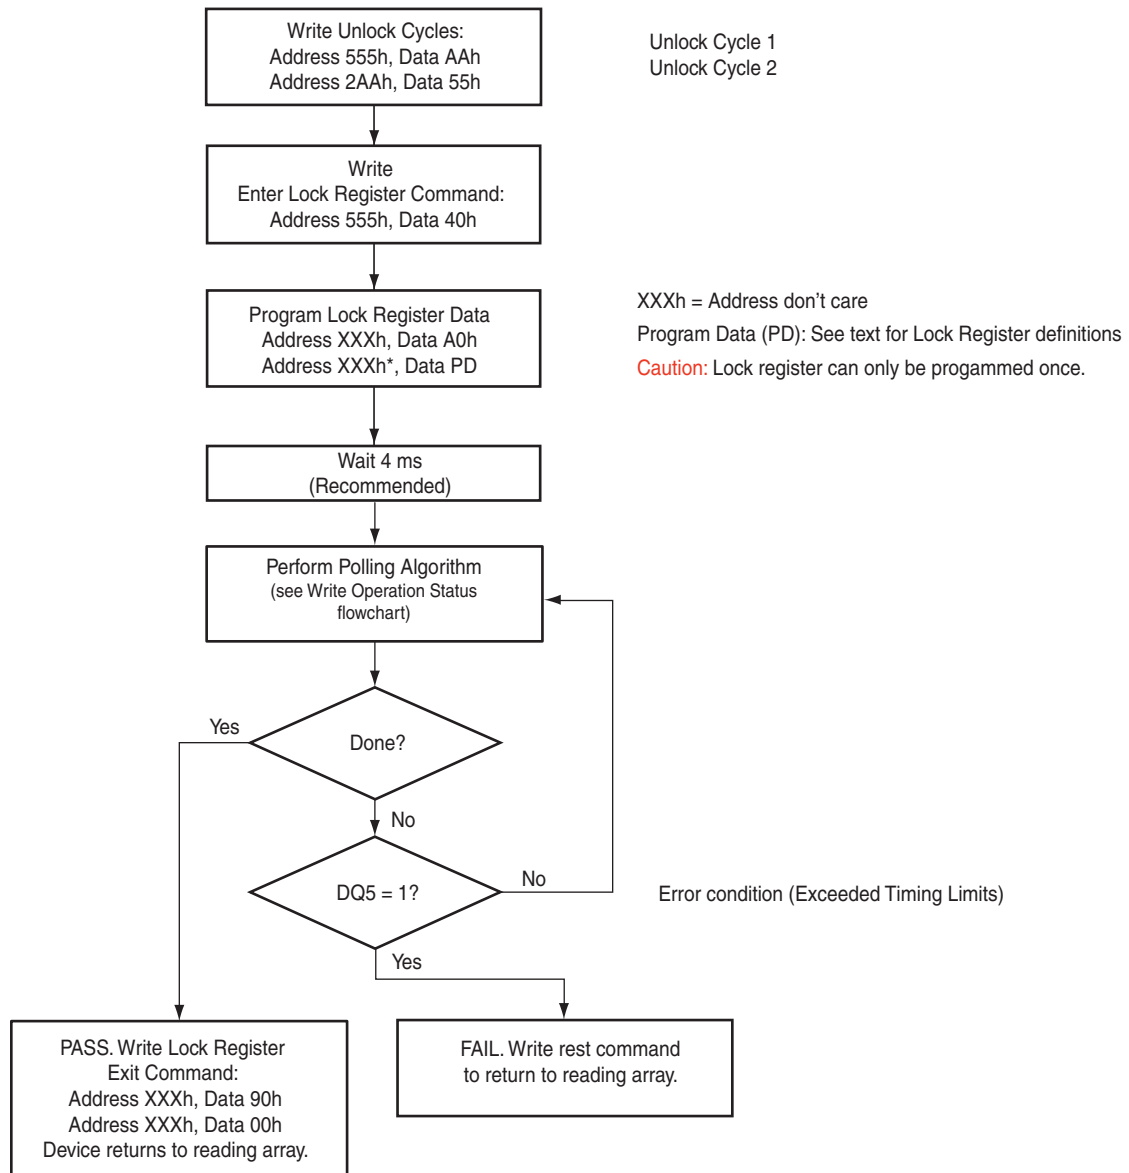 Write Unlock Cycles:
Address 555h, Data AAh
Address 2AAh, Data 55h
Unlock Cycle 1
Unlock Cycle 2
Write
Enter Lock Register Command:
Address 555h, Data 40h
Program Lock Register Data
Address XXXh, Data A0h
Address XXXh*, Data PD
XXXh = Address don't care
Program Data (PD): See text for Lock Register definitions
Caution: Lock register can only be progammed once.
Wait 4 ms
(Recommended)
Perform Polling Algorithm
(see Write Operation Status
flowchart)
Yes
Done?
No
DQ5 = 1?
No
Error condition (Exceeded Timing Limits)
Yes
PASS. Write Lock Register
Exit Command:
Address XXXh, Data 90h
Address XXXh, Data 00h
Device returns to reading array.
FAIL. Write rest command
to return to reading array.